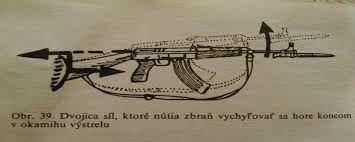 Obr. 39. Dvojica síl, ktoré nútia zbraň vychyľovať sa hore koncom
v okamihu výstrelu